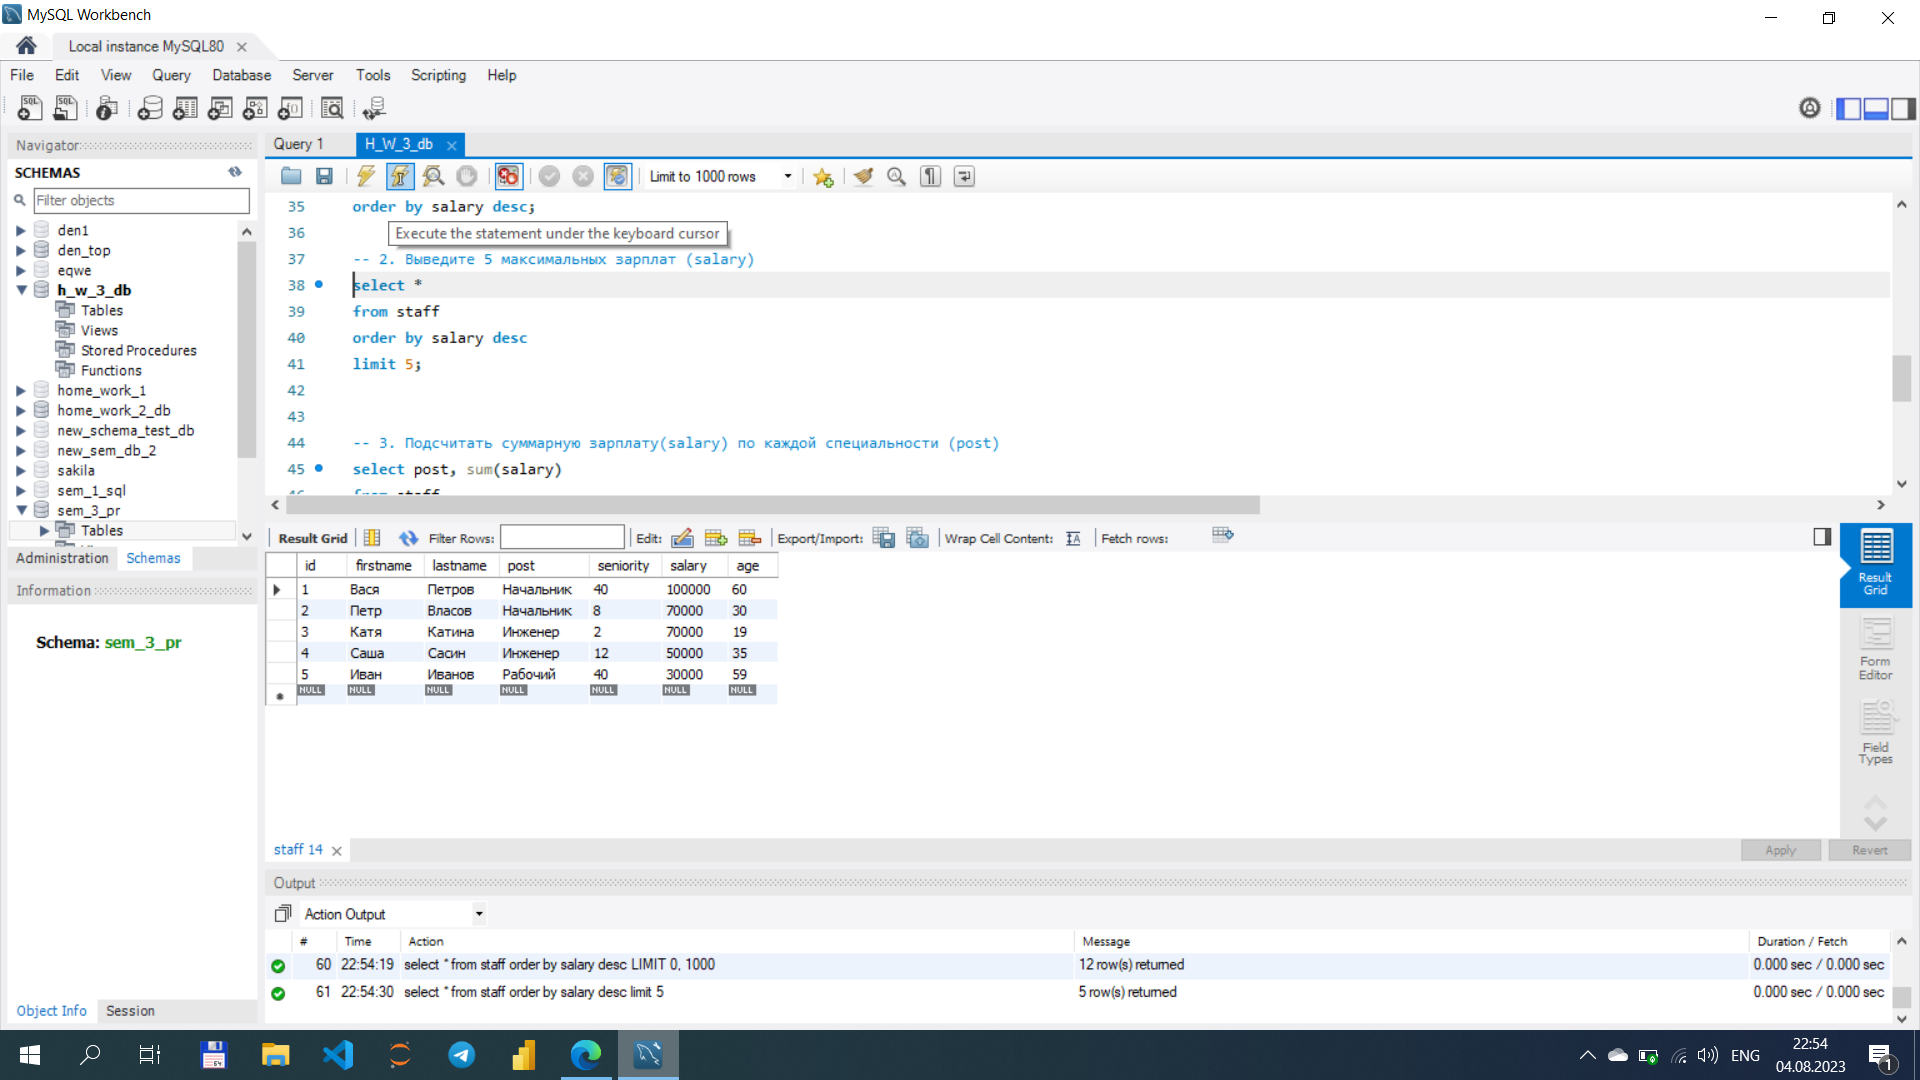 MySQL Workbench
Local instance MySQL80
File Edit View Query Database Server Tools Scripting Help
Navigator
SCHEMAS
Filter objects
den1
den_top
eqwe
h_w_3_db
Tables
Views
Stored Procedures
Functions
home_work_1
home_work_2_db
new_schema_test_db
new_sem_db_2
sakila
sem_1_sql
sem_3_pr
Tables
Administration Schemas
Information
Schema: sem_3_pr
Object Info Session
Query 1 H_W_3_db
Limit to 1000 rows
35 order by salary desc;
36
Execute the statement under the keyboard cursor
37 -- 2. Выведите 5 максимальных зарплат (salary)
38 select *
39 from staff
40 order by salary desc
41 limit 5;
42
43
44 -- 3. Подсчитать суммарную зарплату(salary) по каждой специальности (post)
45 select post, sum(salary)
46 from staff
Result Grid Filter Rows: Edit: Export/Import: Wrap Cell Content: Fetch rows:
id firstname lastname post seniority salary age
1 Вася Петров Начальник 40 100000 60
2 Петр Власов Начальник 8 70000 30
3 Катя Катина Инженер 2 70000 19
4 Саша Сасин Инженер 12 50000 35
5 Иван Иванов Рабочий 40 30000 59
NULL NULL NULL NULL NULL NULL NULL
Result Grid
Form Editor
Field Types
staff 14
Apply Revert
Output
Action Output
# Time Action Message Duration / Fetch
60 22:54:19 select * from staff order by salary desc LIMIT 0, 1000 12 row(s) returned 0.000 sec / 0.000 sec
61 22:54:30 select * from staff order by salary desc limit 5 5 row(s) returned 0.000 sec / 0.000 sec
ENG
22:54
04.08.2023
1